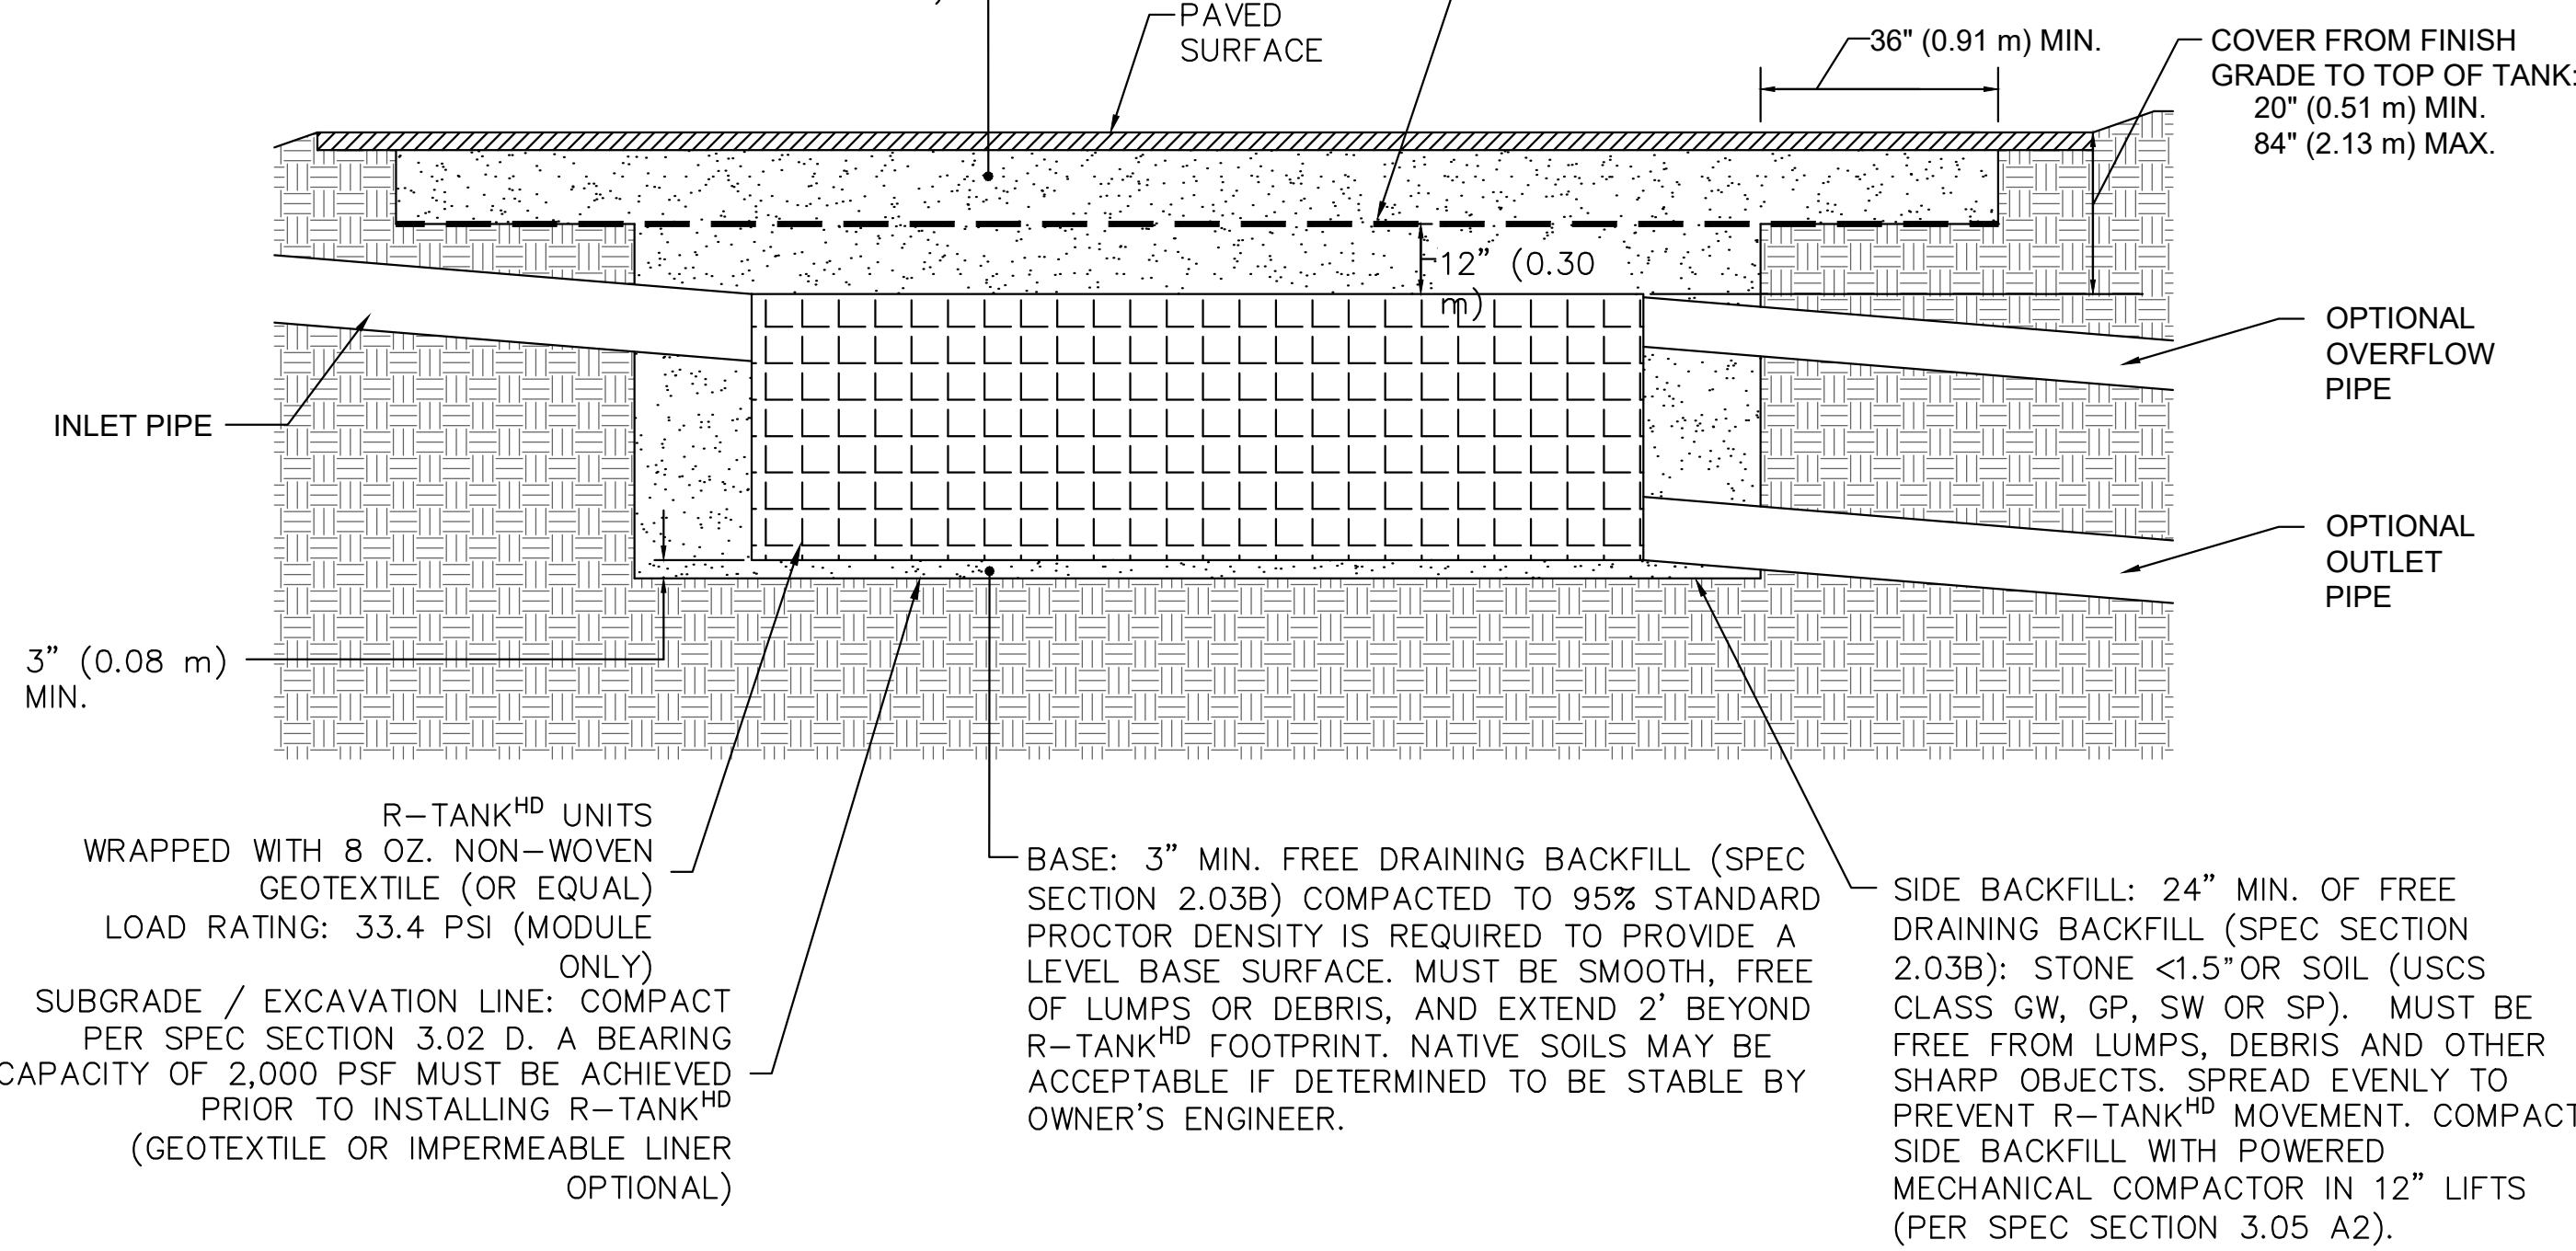 PAVED
SURFACE
36" (0.91 m) MIN.
COVER FROM FINISH
GRADE TO TOP OF TANK:
20" (0.51 m) MIN.
84" (2.13 m) MAX.
12” (0.30
m)
INLET PIPE
OPTIONAL
OVERFLOW
PIPE
OPTIONAL
OUTLET
PIPE
3” (0.08 m)
MIN.
R-TANKHD UNITS
WRAPPED WITH 8 OZ. NON-WOVEN
GEOTEXTILE (OR EQUAL)
LOAD RATING: 33.4 PSI (MODULE
ONLY)
SUBGRADE / EXCAVATION LINE: COMPACT
PER SPEC SECTION 3.02 D. A BEARING
CAPACITY OF 2,000 PSF MUST BE ACHIEVED
PRIOR TO INSTALLING R-TANKHD
(GEOTEXTILE OR IMPERMEABLE LINER
OPTIONAL)
BASE: 3” MIN. FREE DRAINING BACKFILL (SPEC
SECTION 2.03B) COMPACTED TO 95% STANDARD
PROCTOR DENSITY IS REQUIRED TO PROVIDE A
LEVEL BASE SURFACE. MUST BE SMOOTH, FREE
OF LUMPS OR DEBRIS, AND EXTEND 2’ BEYOND
R-TANKHD FOOTPRINT. NATIVE SOILS MAY BE
ACCEPTABLE IF DETERMINED TO BE STABLE BY
OWNER’S ENGINEER.
SIDE BACKFILL: 24” MIN. OF FREE
DRAINING BACKFILL (SPEC SECTION
2.03B): STONE <1.5” OR SOIL (USCS
CLASS GW, GP, SW OR SP). MUST BE
FREE FROM LUMPS, DEBRIS AND OTHER
SHARP OBJECTS. SPREAD EVENLY TO
PREVENT R-TANKHD MOVEMENT. COMPACT
SIDE BACKFILL WITH POWERED
MECHANICAL COMPACTOR IN 12” LIFTS
(PER SPEC SECTION 3.05 A2).